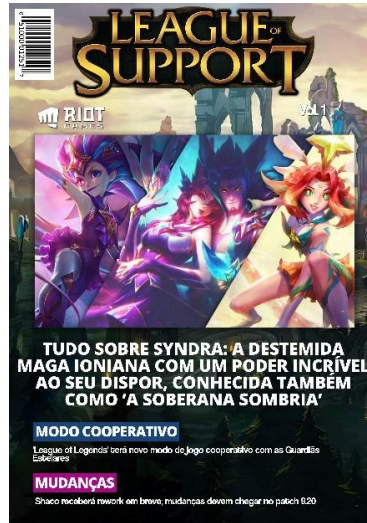 LEAGUE OF
SUPPORT
RIOT
GAMES
Vol.1
TUDO SOBRE SYNDRA: A DESTEMIDA
MAGA IONIANA COM UM PODER INCRÍVEL
AO SEU DISPOR, CONHECIDA TAMBÉM
COMO ‘A SOBERANA SOMBRIA’
MODO COOPERATIVO
'League of Legends' terá novo modo de jogo cooperativo com as Guardiãs
Estelares
MUDANÇAS
Shaco receberá rework em breve; mudanças devem chegar no patch 9.20